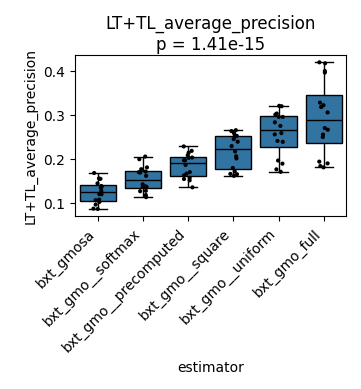 LT+TL_average_precision
p = 1.41e-15
LT+TL_average_precision
0.4
0.3
0.2
0.1
bxt_gmosa
bxt_gmo__softmax
bxt_gmo__precomputed
bxt_gmo__square
bxt_gmo__uniform
bxt_gmo_full
estimator